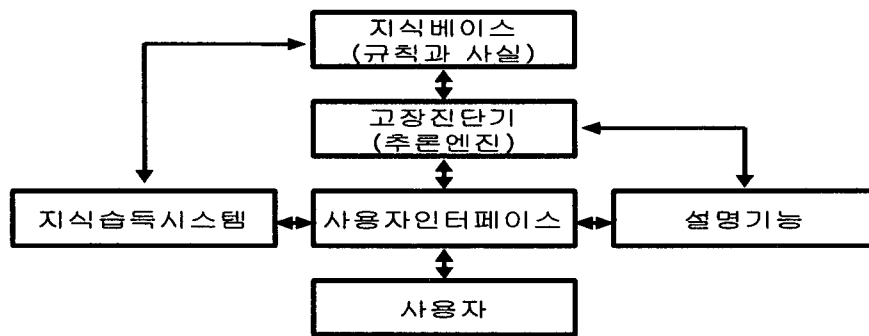 지식베이스
(규칙과 사실)
고장진단기
(추론엔진)
지식습득시스템
사용자인터페이스
설명기능
사용자